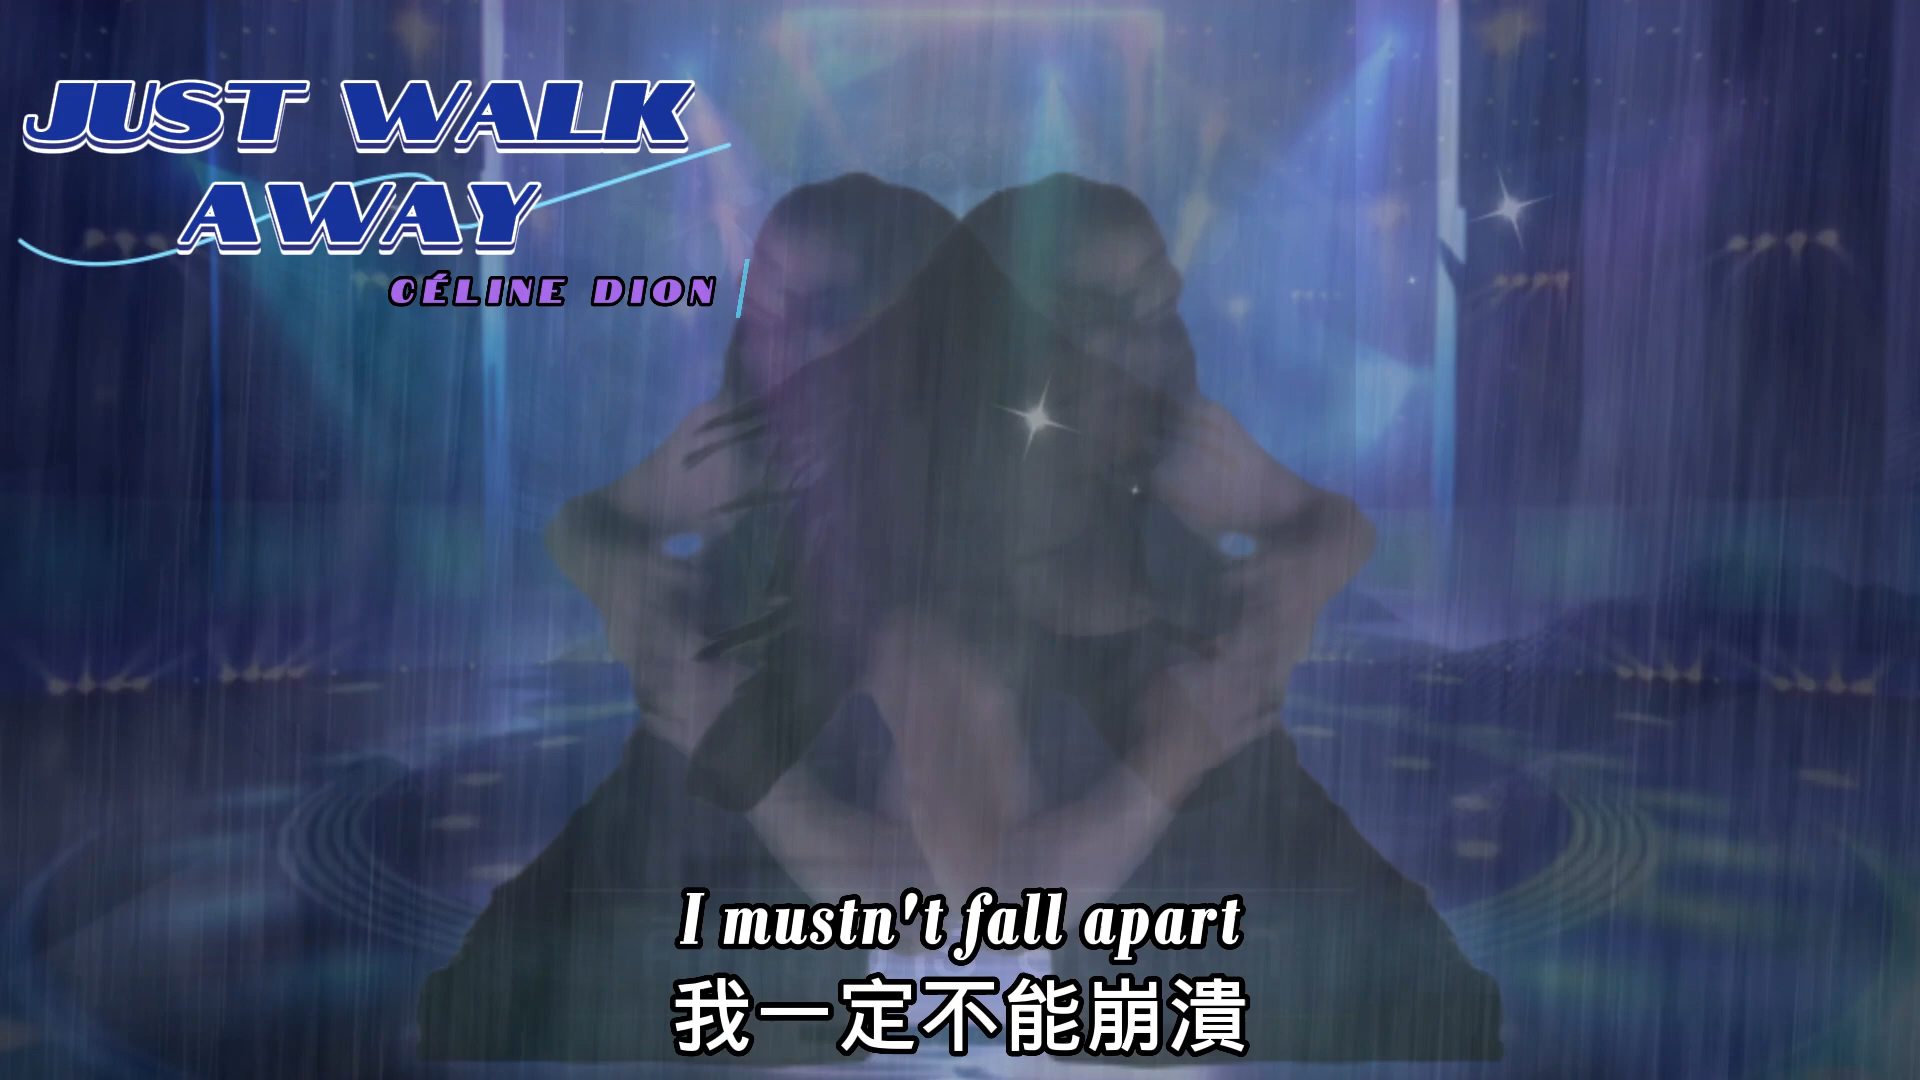 JUST WALK
AWAY
CÉLINE DION
I mustn't fall apart
我一定不能崩潰